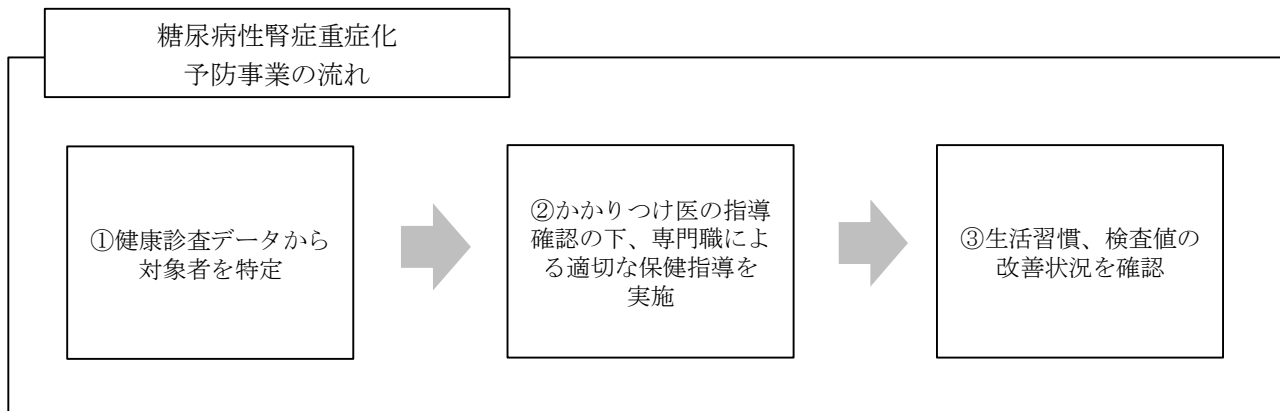 糖尿病性腎症重症化
予防事業の流れ
①健康診査データから
対象者を特定
②かかりつけ医の指導
確認の下、専門職によ
る適切な保健指導を
実施
③生活習慣、検査値の
改善状況を確認